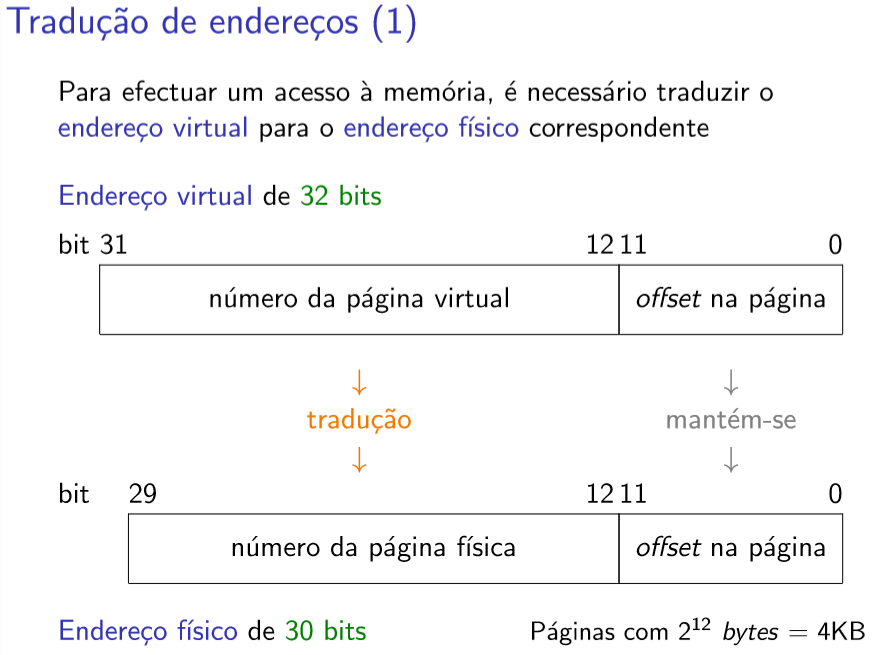 Tradução de endereços (1)
Para efectuar um acesso à memória, é necessário traduzir o
endereço virtual para o endereço físico correspondente
Endereço virtual de 32 bits
bit 31 12 11 0
número da página virtual offset na página
↓ ↓
tradução mantém-se
↓ ↓
bit 29 12 11 0
número da página física offset na página
Endereço físico de 30 bits Páginas com 2¹² bytes = 4KB